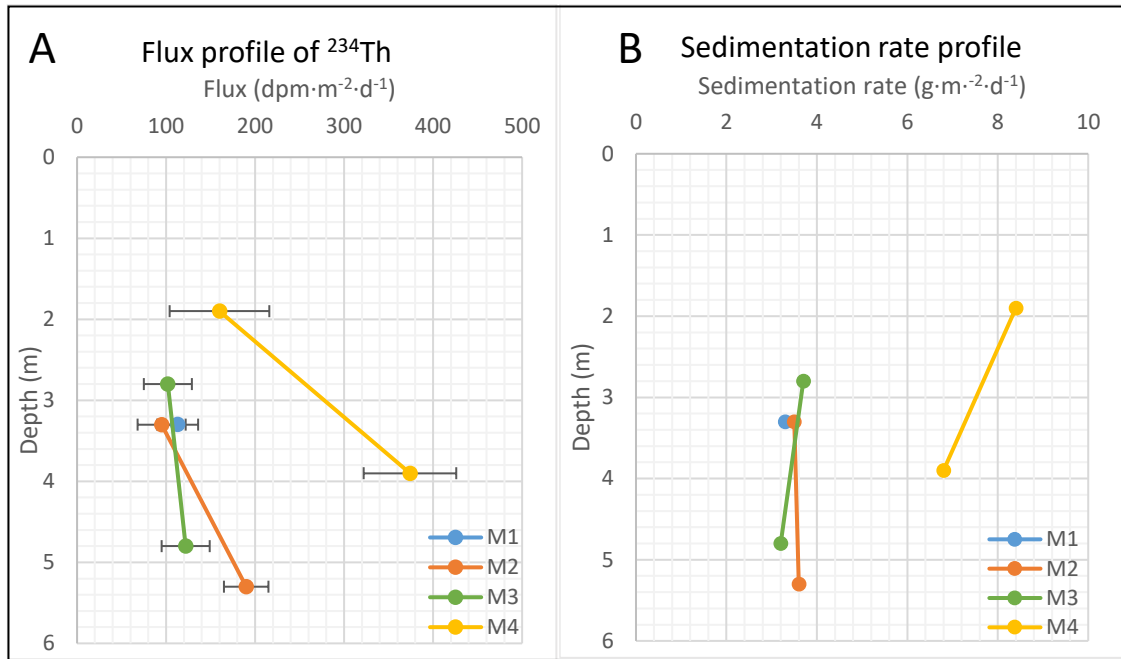 A
Flux profile of ²³⁴Th
Flux (dpm·m⁻²·d⁻¹)
0 100 200 300 400 500
0
1
2
3
4
5
6
Depth (m)
M1
M2
M3
M4
B
Sedimentation rate profile
Sedimentation rate (g·m·⁻²·d⁻¹)
0 2 4 6 8 10
0
1
2
3
4
5
6
Depth (m)
M1
M2
M3
M4